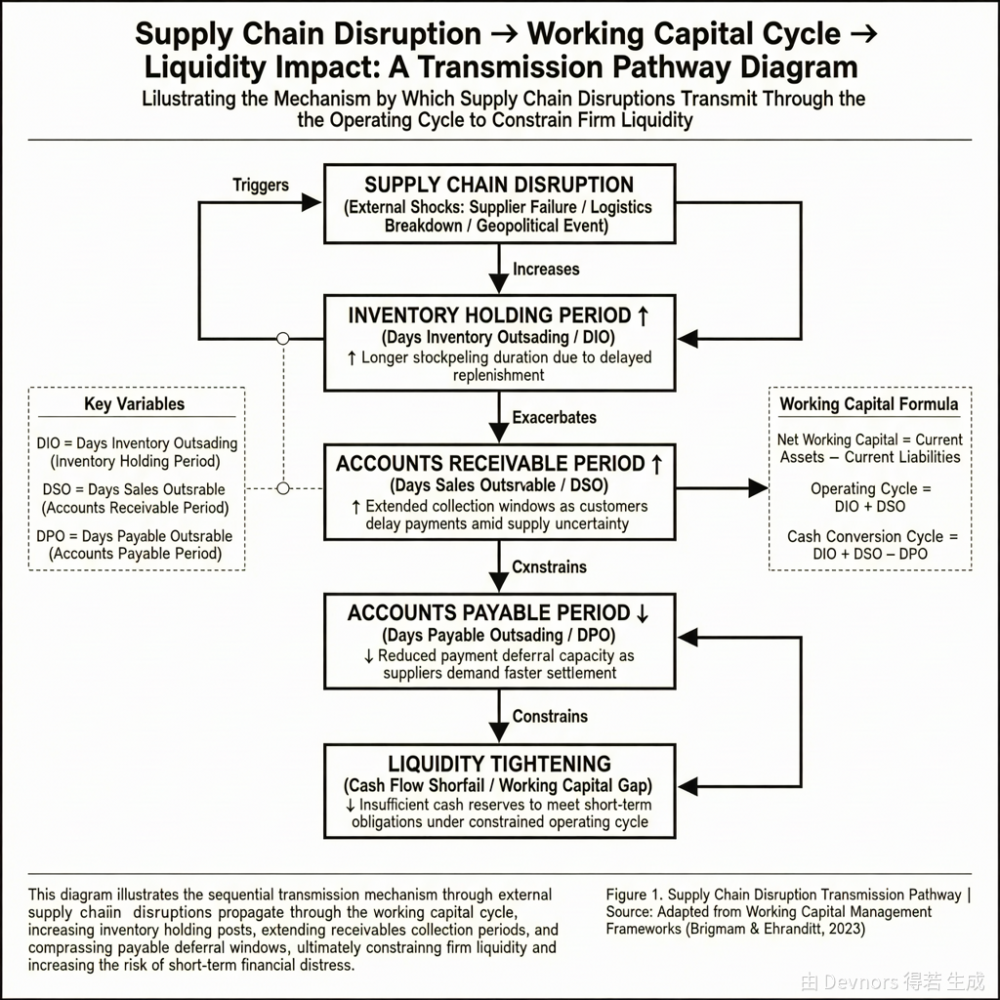 Supply Chain Disruption → Working Capital Cycle →
Liquidity Impact: A Transmission Pathway Diagram
Lilustrating the Mechanism by Which Supply Chain Disruptions Transmit Through the
the Operating Cycle to Constrain Firm Liquidity
Triggers
SUPPLY CHAIN DISRUPTION
(External Shocks: Supplier Failure / Logistics
Breakdown / Geopolitical Event)
Increases
INVENTORY HOLDING PERIOD ↑
(Days Inventory Outsading / DIO)
↑ Longer stockpeling duration due to delayed
replenishment
Exacerbates
Key Variables
DIO = Days Inventory Outsading
(Inventory Holding Period)
DSO = Days Sales Outsrable
(Accounts Receivable Period)
DPO = Days Payable Outsrable
(Accounts Payable Period)
ACCOUNTS RECEIVABLE PERIOD ↑
(Days Sales Outsrvable / DSO)
↑ Extended collection windows as customers
delay payments amid supply uncertainty
Working Capital Formula
Net Working Capital = Current
Assets – Current Liabilities
Operating Cycle =
DIO + DSO
Cash Conversion Cycle =
DIO + DSO – DPO
Cxnstrains
ACCOUNTS PAYABLE PERIOD ↓
(Days Payable Outsading / DPO)
↓ Reduced payment deferral capacity as
suppliers demand faster settlement
Constrains
LIQUIDITY TIGHTENING
(Cash Flow Shorfail / Working Capital Gap)
↓ Insufficient cash reserves to meet short-term
obligations under constrained operating cycle
This diagram illustrates the sequential transmission mechanism through external
supply chaiin disruptions propagate through the working capital cycle,
increasing inventory holding posts, extending receivables collection periods, and
comprassing payable deferral windows, ultimately constrainng firm liquidity and
increasing the risk of short-term financial distress.
Figure 1. Supply Chain Disruption Transmission Pathway |
Source: Adapted from Working Capital Management
Frameworks (Brigmam & Ehranditt, 2023)
由 Devnors 得若 生成